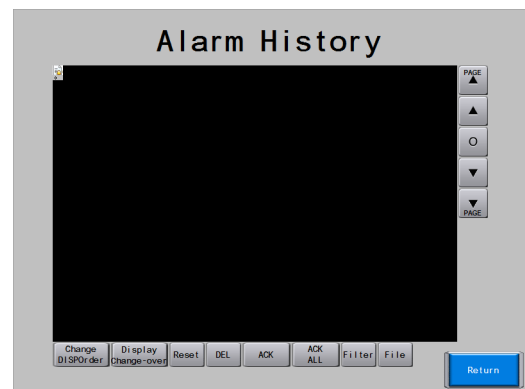 Alarm History
PAGE
O
PAGE
Change
DISPOrder
Display
Change-over
Reset
DEL
ACK
ACK
ALL
Filter
File
Return